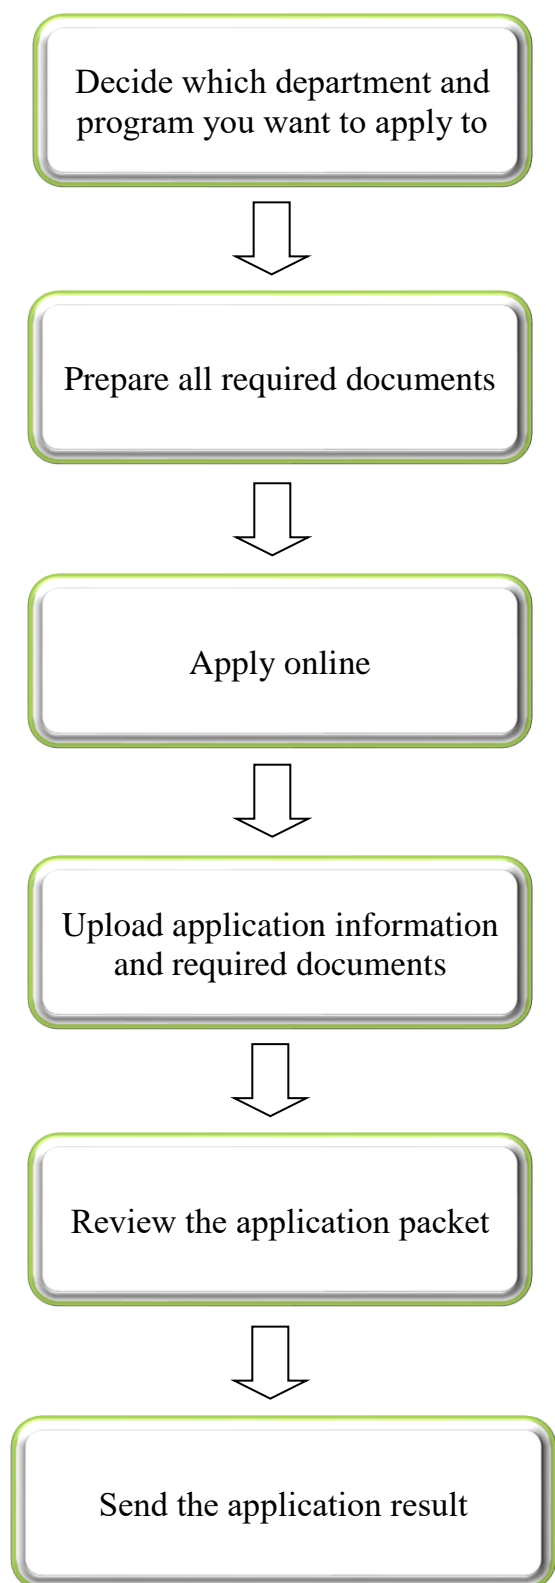 Decide which department and
program you want to apply to
Prepare all required documents
Apply online
Upload application information
and required documents
Review the application packet
Send the application result